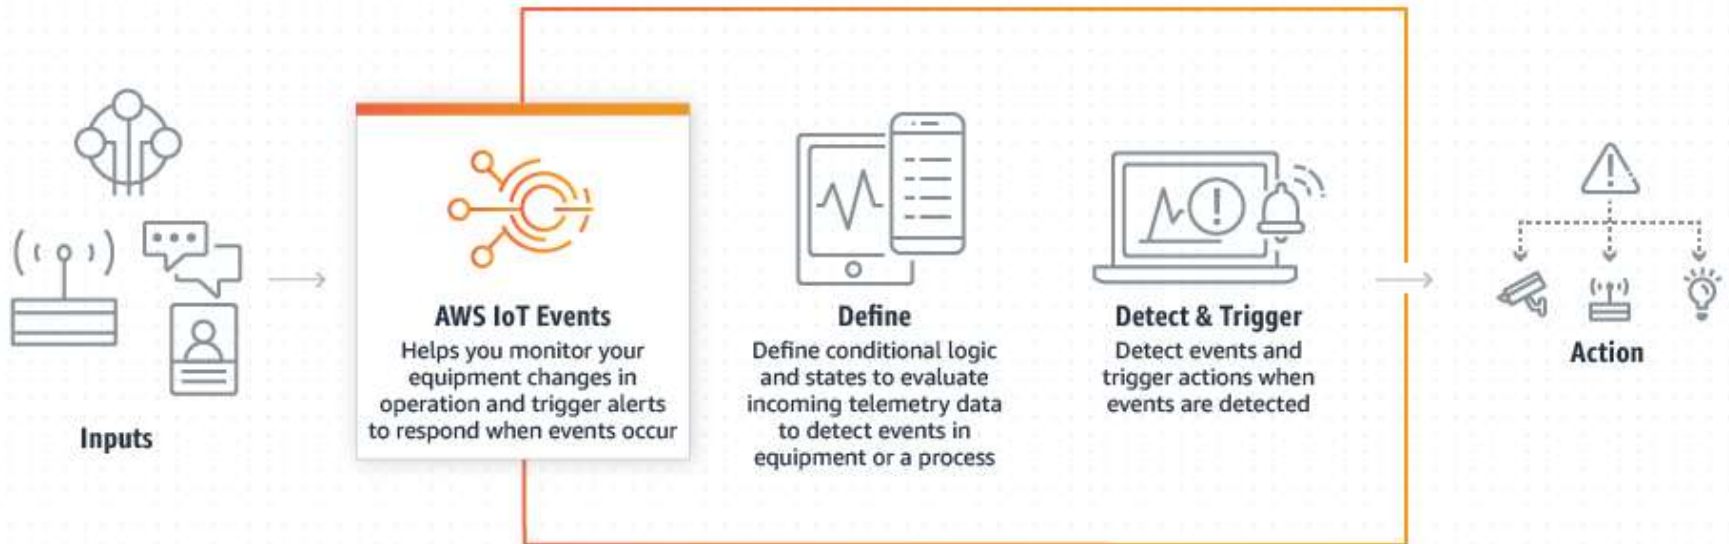 Inputs
AWS IoT Events
Helps you monitor your
equipment changes in
operation and trigger alerts
to respond when events occur
Define
Define conditional logic
and states to evaluate
incoming telemetry data
to detect events in
equipment or a process
Detect & Trigger
Detect events and
trigger actions when
events are detected
Action